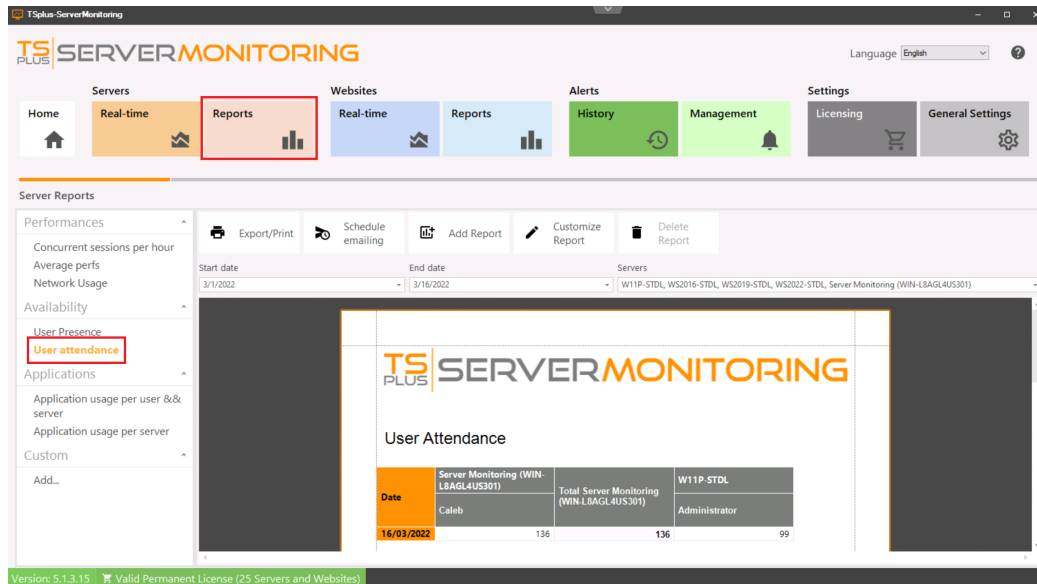 TSplus-ServerMonitoring
TS PLUS SERVERMONITORING
Language English
Servers
Websites
Alerts
Settings
Home
Real-time
Reports
Real-time
Reports
History
Management
Licensing
General Settings
Server Reports
Performances
Concurrent sessions per hour
Average perfs
Network Usage
Availability
User Presence
User attendance
Applications
Application usage per user &&
server
Application usage per server
Custom
Add...
Export/Print
Schedule
emailing
Add Report
Customize
Report
Delete
Report
Start date
End date
Servers
3/1/2022
3/16/2022
W11P-STDL, WS2016-STDL, WS2019-STDL, WS2022-STDL, Server Monitoring (WIN-L8AGL4US301)
TS PLUS SERVERMONITORING
User Attendance
Date
Server Monitoring (WIN-
L8AGL4US301)
Caleb
Total Server Monitoring
(WIN-L8AGL4US301)
W11P-STDL
Administrator
16/03/2022 136 136 99
Version: 5.1.3.15 Valid Permanent License (25 Servers and Websites)